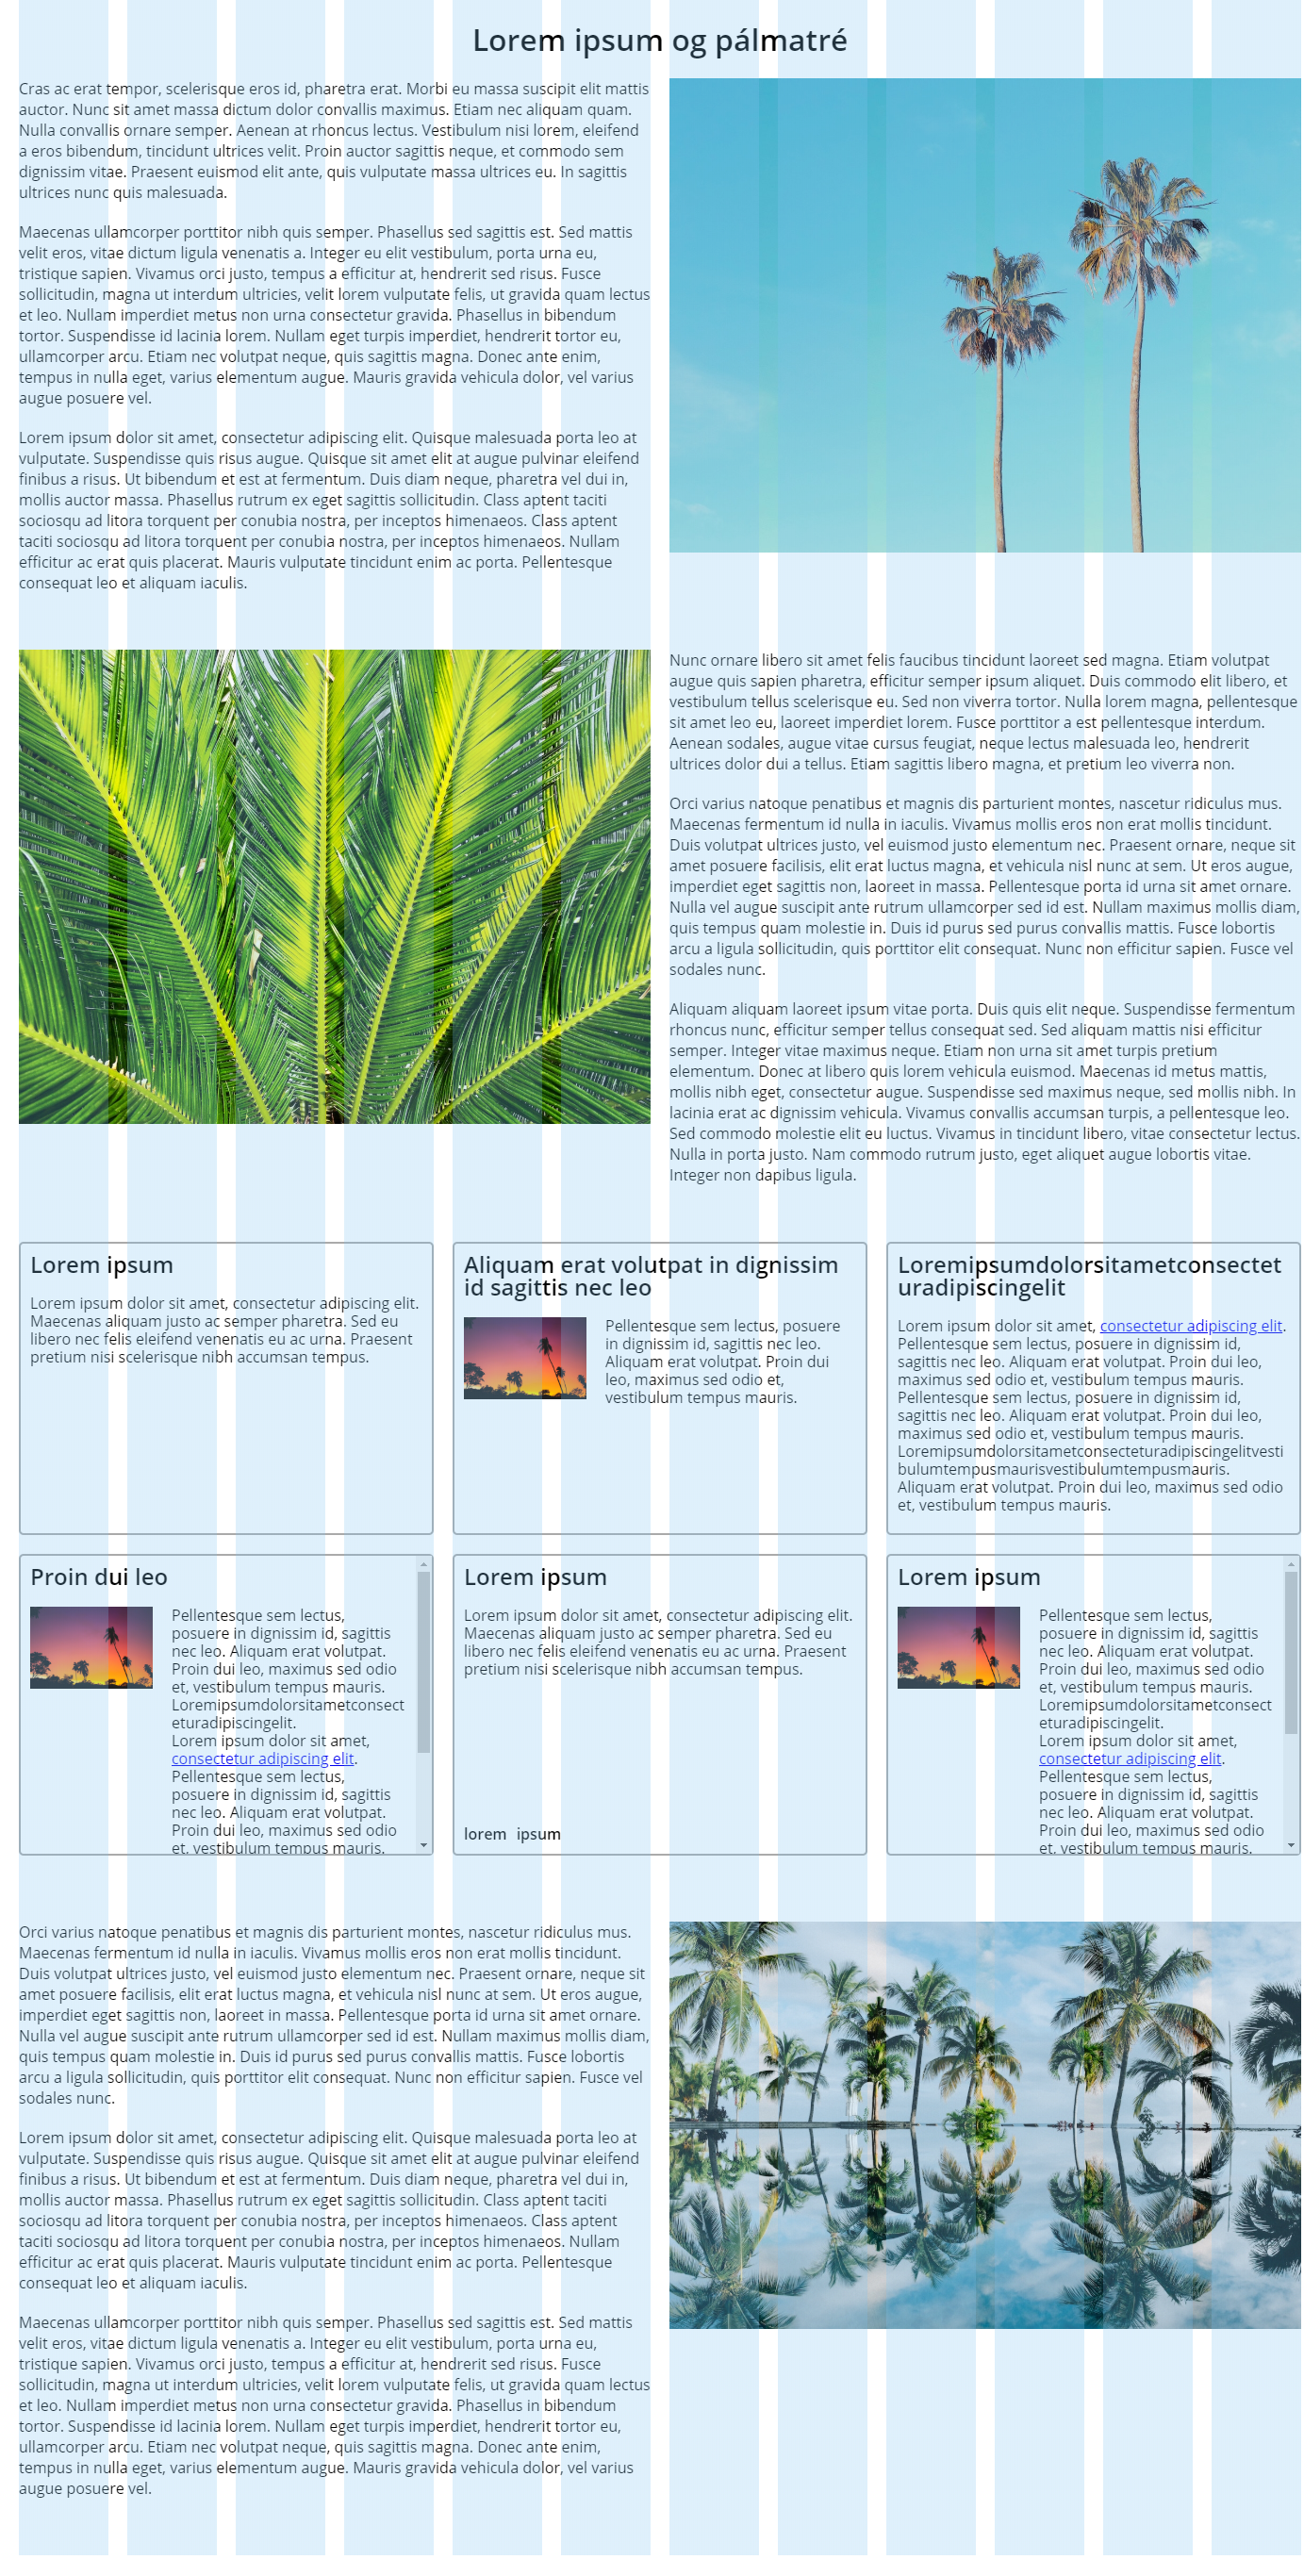 Lorem ipsum og pálmatré
Cras ac erat tempor, scelerisque eros id, pharetra erat. Morbi eu massa suscipit elit mattis
auctor. Nunc sit amet massa dictum dolor convallis maximus. Etiam nec aliquam quam.
Nulla convallis ornare semper. Aenean at rhoncus lectus. Vestibulum nisi lorem, eleifend
a eros bibendum, tincidunt ultrices velit. Proin auctor sagittis neque, et commodo sem
dignissim vitae. Praesent euismod elit ante, quis vulputate massa ultrices eu. In sagittis
ultrices nunc quis malesuada.
Maecenas ullamcorper porttitor nibh quis semper. Phasellus sed sagittis est. Sed mattis
velit eros, vitae dictum ligula venenatis a. Integer eu elit vestibulum, porta urna eu,
tristique sapien. Vivamus orci justo, tempus a efficitur at, hendrerit sed risus. Fusce
sollicitudin, magna ut interdum ultricies, velit lorem vulputate felis, ut gravida quam lectus
et leo. Nullam imperdiet metus non urna consectetur gravida. Phasellus in bibendum
tortor. Suspendisse id lacinia lorem. Nullam eget turpis imperdiet, hendrerit tortor eu,
ullamcorper arcu. Etiam nec volutpat neque, quis sagittis magna. Donec ante enim,
tempus in nulla eget, varius elementum augue. Mauris gravida vehicula dolor, vel varius
augue posuere vel.
Lorem ipsum dolor sit amet, consectetur adipiscing elit. Quisque malesuada porta leo at
vulputate. Suspendisse quis risus augue. Quisque sit amet elit at augue pulvinar eleifend
finibus a risus. Ut bibendum et est at fermentum. Duis diam neque, pharetra vel dui in,
mollis auctor massa. Phasellus rutrum ex eget sagittis sollicitudin. Class aptent taciti
sociosqu ad litora torquent per conubia nostra, per inceptos himenaeos. Class aptent
taciti sociosqu ad litora torquent per conubia nostra, per inceptos himenaeos. Nullam
efficitur ac erat quis placerat. Mauris vulputate tincidunt enim ac porta. Pellentesque
consequat leo et aliquam iaculis.
Nunc ornare libero sit amet felis faucibus tincidunt laoreet sed magna. Etiam volutpat
augue quis sapien pharetra, efficitur semper ipsum aliquet. Duis commodo elit libero, et
vestibulum tellus scelerisque eu. Sed non viverra tortor. Nulla lorem magna, pellentesque
sit amet leo eu, laoreet imperdiet lorem. Fusce porttitor a est pellentesque interdum.
Aenean sodales, augue vitae cursus feugiat, neque lectus malesuada leo, hendrerit
ultrices dolor dui a tellus. Etiam sagittis libero magna, et pretium leo viverra non.
Orci varius natoque penatibus et magnis dis parturient montes, nascetur ridiculus mus.
Maecenas fermentum id nulla in iaculis. Vivamus mollis eros non erat mollis tincidunt.
Duis volutpat ultrices justo, vel euismod justo elementum nec. Praesent ornare, neque sit
amet posuere facilisis, elit erat luctus magna, et vehicula nisl nunc at sem. Ut eros augue,
imperdiet eget sagittis non, laoreet in massa. Pellentesque porta id urna sit amet ornare.
Nulla vel augue suscipit ante rutrum ullamcorper sed id est. Nullam maximus mollis diam,
quis tempus quam molestie in. Duis id purus sed purus convallis mattis. Fusce lobortis
arcu a ligula sollicitudin, quis porttitor elit consequat. Nunc non efficitur sapien. Fusce vel
sodales nunc.
Aliquam aliquam laoreet ipsum vitae porta. Duis quis elit neque. Suspendisse fermentum
rhoncus nunc, efficitur semper tellus consequat sed. Sed aliquam mattis nisi efficitur
semper. Integer vitae maximus neque. Etiam non urna sit amet turpis pretium
elementum. Donec at libero quis lorem vehicula euismod. Maecenas id metus mattis,
mollis nibh eget, consectetur augue. Suspendisse sed maximus neque, sed mollis nibh. In
lacinia erat ac dignissim vehicula. Vivamus convallis accumsan turpis, a pellentesque leo.
Sed commodo molestie elit eu luctus. Vivamus in tincidunt libero, vitae consectetur lectus.
Nulla in porta justo. Nam commodo rutrum justo, eget aliquet augue lobortis vitae.
Integer non dapibus ligula.
Lorem ipsum
Lorem ipsum dolor sit amet, consectetur adipiscing elit.
Maecenas aliquam justo ac semper pharetra. Sed eu
libero nec felis eleifend venenatis eu ac urna. Praesent
pretium nisi scelerisque nibh accumsan tempus.
Aliquam erat volutpat in dignissim
id sagittis nec leo
Pellentesque sem lectus, posuere
in dignissim id, sagittis nec leo.
Aliquam erat volutpat. Proin dui
leo, maximus sed odio et,
vestibulum tempus mauris.
Loremipsumdolorsitametconsectet
uradipiscingelit
Lorem ipsum dolor sit amet, consectetur adipiscing elit.
Pellentesque sem lectus, posuere in dignissim id,
sagittis nec leo. Aliquam erat volutpat. Proin dui leo,
maximus sed odio et, vestibulum tempus mauris.
Pellentesque sem lectus, posuere in dignissim id,
sagittis nec leo. Aliquam erat volutpat. Proin dui leo,
maximus sed odio et, vestibulum tempus mauris.
Loremipsumdolorsitametconsecteturadipiscingelitvesti
bulumtempusmaurisvestibulumtempusmauris.
Aliquam erat volutpat. Proin dui leo, maximus sed odio
et, vestibulum tempus mauris.
Proin dui leo
Pellentesque sem lectus,
posuere in dignissim id, sagittis
nec leo. Aliquam erat volutpat.
Proin dui leo, maximus sed odio
et, vestibulum tempus mauris.
Loremipsumdolorsitametconsect
eturadipiscingelit.
Lorem ipsum dolor sit amet,
consectetur adipiscing elit.
Pellentesque sem lectus,
posuere in dignissim id, sagittis
nec leo. Aliquam erat volutpat.
Proin dui leo, maximus sed odio
et, vestibulum tempus mauris.
Lorem ipsum
Lorem ipsum dolor sit amet, consectetur adipiscing elit.
Maecenas aliquam justo ac semper pharetra. Sed eu
libero nec felis eleifend venenatis eu ac urna. Praesent
pretium nisi scelerisque nibh accumsan tempus.
lorem ipsum
Lorem ipsum
Pellentesque sem lectus,
posuere in dignissim id, sagittis
nec leo. Aliquam erat volutpat.
Proin dui leo, maximus sed odio
et, vestibulum tempus mauris.
Loremipsumdolorsitametconsect
eturadipiscingelit.
Lorem ipsum dolor sit amet,
consectetur adipiscing elit.
Pellentesque sem lectus,
posuere in dignissim id, sagittis
nec leo. Aliquam erat volutpat.
Proin dui leo, maximus sed odio
et, vestibulum tempus mauris.
Orci varius natoque penatibus et magnis dis parturient montes, nascetur ridiculus mus.
Maecenas fermentum id nulla in iaculis. Vivamus mollis eros non erat mollis tincidunt.
Duis volutpat ultrices justo, vel euismod justo elementum nec. Praesent ornare, neque sit
amet posuere facilisis, elit erat luctus magna, et vehicula nisl nunc at sem. Ut eros augue,
imperdiet eget sagittis non, laoreet in massa. Pellentesque porta id urna sit amet ornare.
Nulla vel augue suscipit ante rutrum ullamcorper sed id est. Nullam maximus mollis diam,
quis tempus quam molestie in. Duis id purus sed purus convallis mattis. Fusce lobortis
arcu a ligula sollicitudin, quis porttitor elit consequat. Nunc non efficitur sapien. Fusce vel
sodales nunc.
Lorem ipsum dolor sit amet, consectetur adipiscing elit. Quisque malesuada porta leo at
vulputate. Suspendisse quis risus augue. Quisque sit amet elit at augue pulvinar eleifend
finibus a risus. Ut bibendum et est at fermentum. Duis diam neque, pharetra vel dui in,
mollis auctor massa. Phasellus rutrum ex eget sagittis sollicitudin. Class aptent taciti
sociosqu ad litora torquent per conubia nostra, per inceptos himenaeos. Class aptent
taciti sociosqu ad litora torquent per conubia nostra, per inceptos himenaeos. Nullam
efficitur ac erat quis placerat. Mauris vulputate tincidunt enim ac porta. Pellentesque
consequat leo et aliquam iaculis.
Maecenas ullamcorper porttitor nibh quis semper. Phasellus sed sagittis est. Sed mattis
velit eros, vitae dictum ligula venenatis a. Integer eu elit vestibulum, porta urna eu,
tristique sapien. Vivamus orci justo, tempus a efficitur at, hendrerit sed risus. Fusce
sollicitudin, magna ut interdum ultricies, velit lorem vulputate felis, ut gravida quam lectus
et leo. Nullam imperdiet metus non urna consectetur gravida. Phasellus in bibendum
tortor. Suspendisse id lacinia lorem. Nullam eget turpis imperdiet, hendrerit tortor eu,
ullamcorper arcu. Etiam nec volutpat neque, quis sagittis magna. Donec ante enim,
tempus in nulla eget, varius elementum augue. Mauris gravida vehicula dolor, vel varius
augue posuere vel.